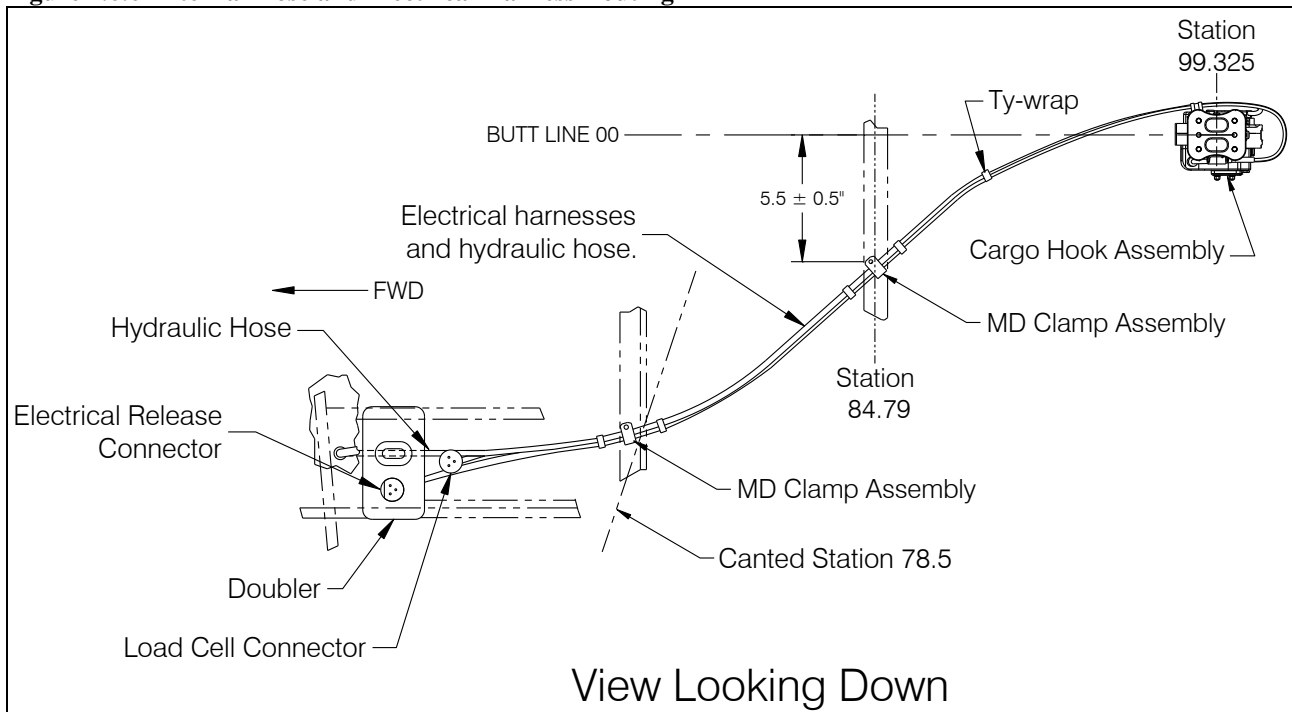 Station
99.325
Ty-wrap
BUTT LINE 00
5.5 ± 0.5"
Electrical harnesses
and hydraulic hose.
Cargo Hook Assembly
FWD
MD Clamp Assembly
Hydraulic Hose
Station
84.79
Electrical Release
Connector
MD Clamp Assembly
Canted Station 78.5
Doubler
Load Cell Connector
View Looking Down